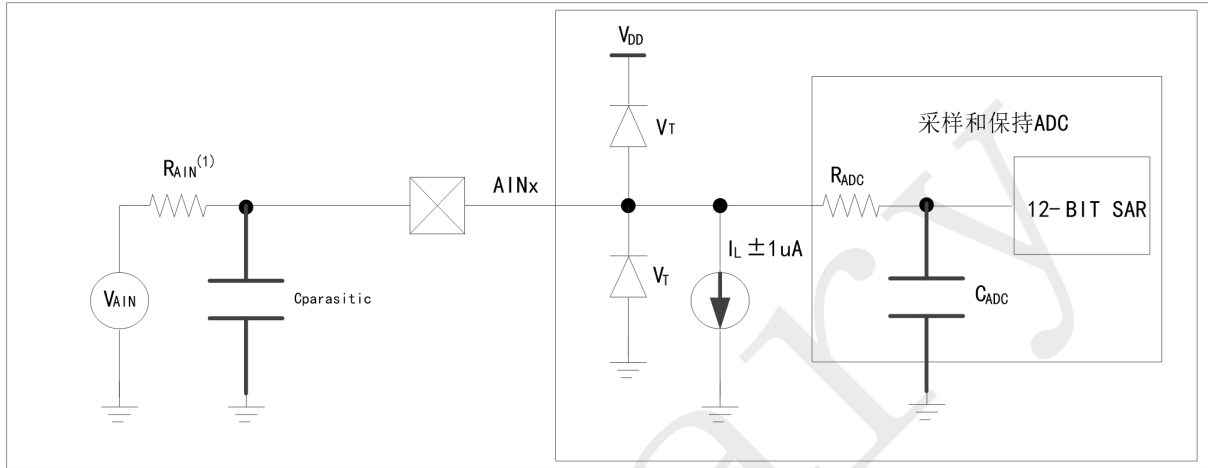 VDD
VT
采样和保持ADC
RAIN(1)
AINx
RADC
12-BIT SAR
IL ±1uA
VT
VAIN
Cparasitic
CADC
ary